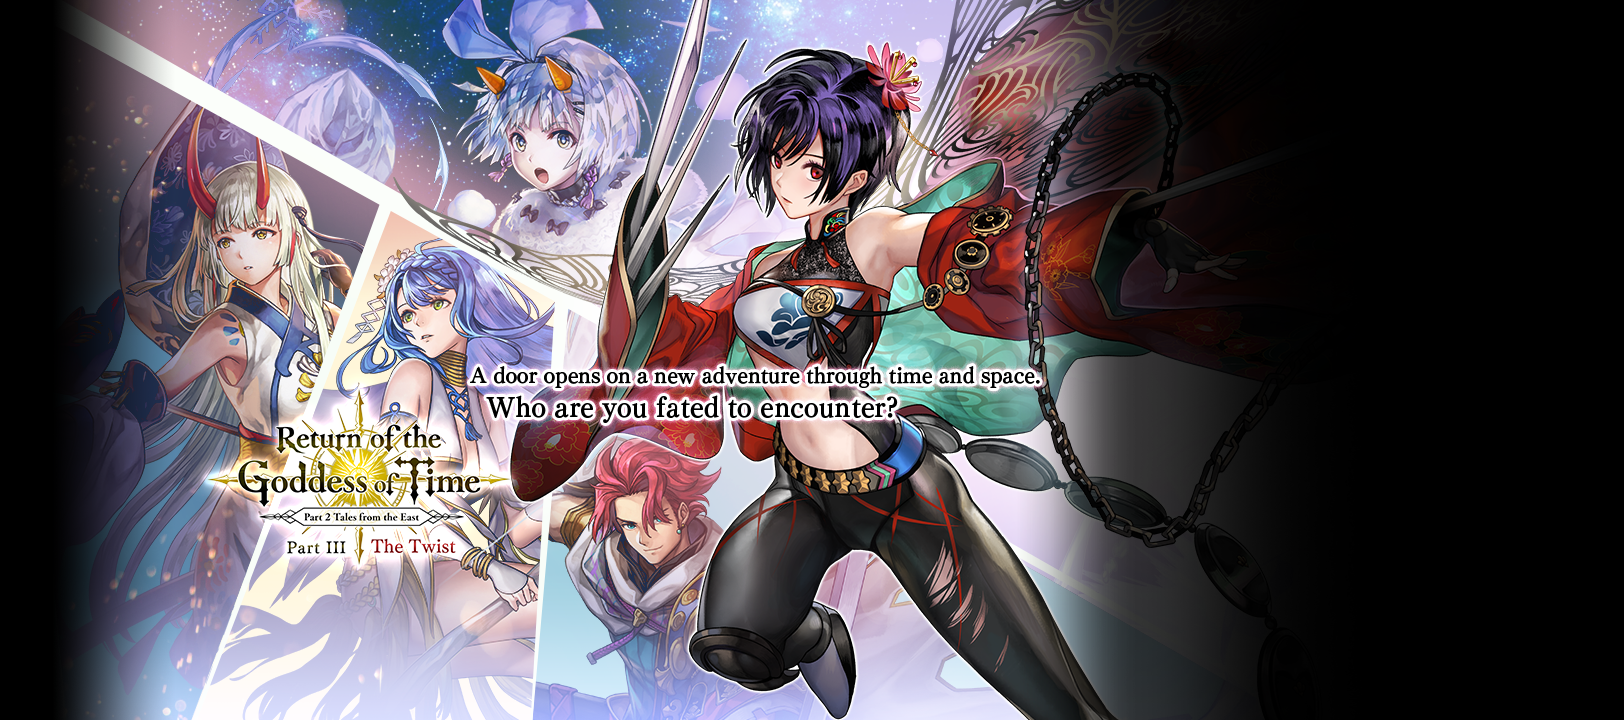 A door opens on a new adventure through time and space.
Who are you fated to encounter?
Return of the
Goddess of Time
Part 2 Tales from the East
Part III The Twist